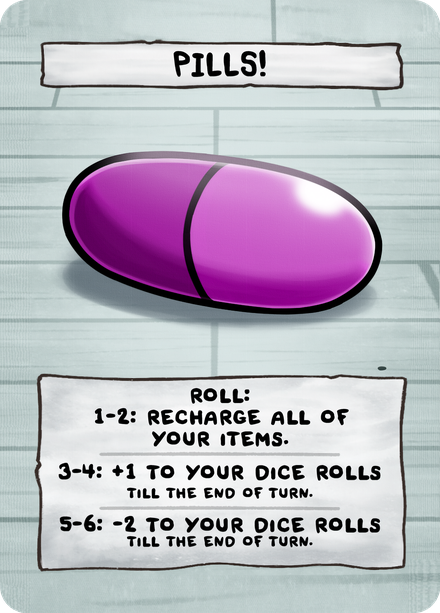 PILLS!
ROLL:
1-2: RECHARGE ALL OF
YOUR ITEMS.
3-4: +1 TO YOUR DICE ROLLS
TILL THE END OF TURN.
5-6: -2 TO YOUR DICE ROLLS
TILL THE END OF TURN.